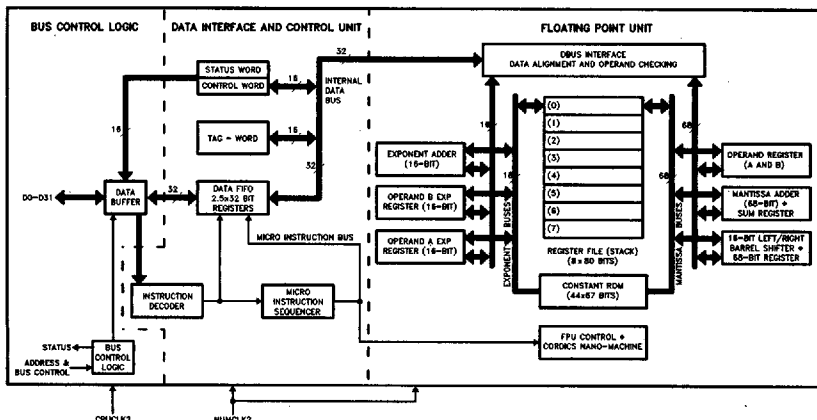 BUS CONTROL LOGIC
DATA INTERFACE AND CONTROL UNIT
FLOATING POINT UNIT
32
DBUS INTERFACE
DATA ALIGNMENT AND OPERAND CHECKING
STATUS WORD
CONTROL WORD
16
INTERNAL
DATA
BUS
16
TAG - WORD
16
32
16
68
EXPONENT ADDER
(16-BIT)
OPERAND B EXP
REGISTER (16-BIT)
OPERAND A EXP
REGISTER (16-BIT)
16
EXPONENT BUSES
(0)
(1)
(2)
(3)
(4)
(5)
(6)
(7)
REGISTER FILE (STACK)
(8 x 80 BITS)
CONSTANT ROM
(44x67 BITS)
68
MANTISSA BUSES
OPERAND REGISTER
(A AND B)
MANTISSA ADDER
(68-BIT) +
SUM REGISTER
16-BIT LEFT/RIGHT
BARREL SHIFTER +
68-BIT REGISTER
D0-D31
DATA
BUFFER
32
DATA FIFO
2.5x32 BIT
REGISTERS
MICRO INSTRUCTION BUS
INSTRUCTION
DECODER
MICRO
INSTRUCTION
SEQUENCER
FPU CONTROL +
CORDICS NANO-MACHINE
STATUS
ADDRESS &
BUS CONTROL
BUS
CONTROL
LOGIC
CPUCLK2
NUMCLK2